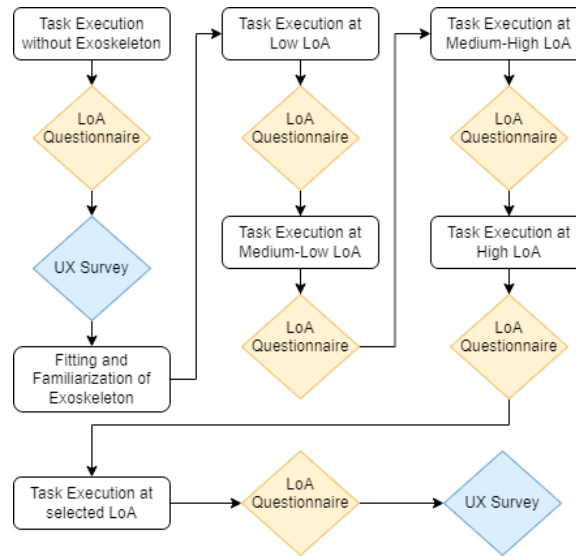 Task Execution
without Exoskeleton
LoA
Questionnaire
UX Survey
Fitting and
Familiarization of
Exoskeleton
Task Execution at
Low LoA
LoA
Questionnaire
Task Execution at
Medium-Low LoA
LoA
Questionnaire
Task Execution at
Medium-High LoA
LoA
Questionnaire
Task Execution at
High LoA
LoA
Questionnaire
Task Execution at
selected LoA
LoA
Questionnaire
UX Survey